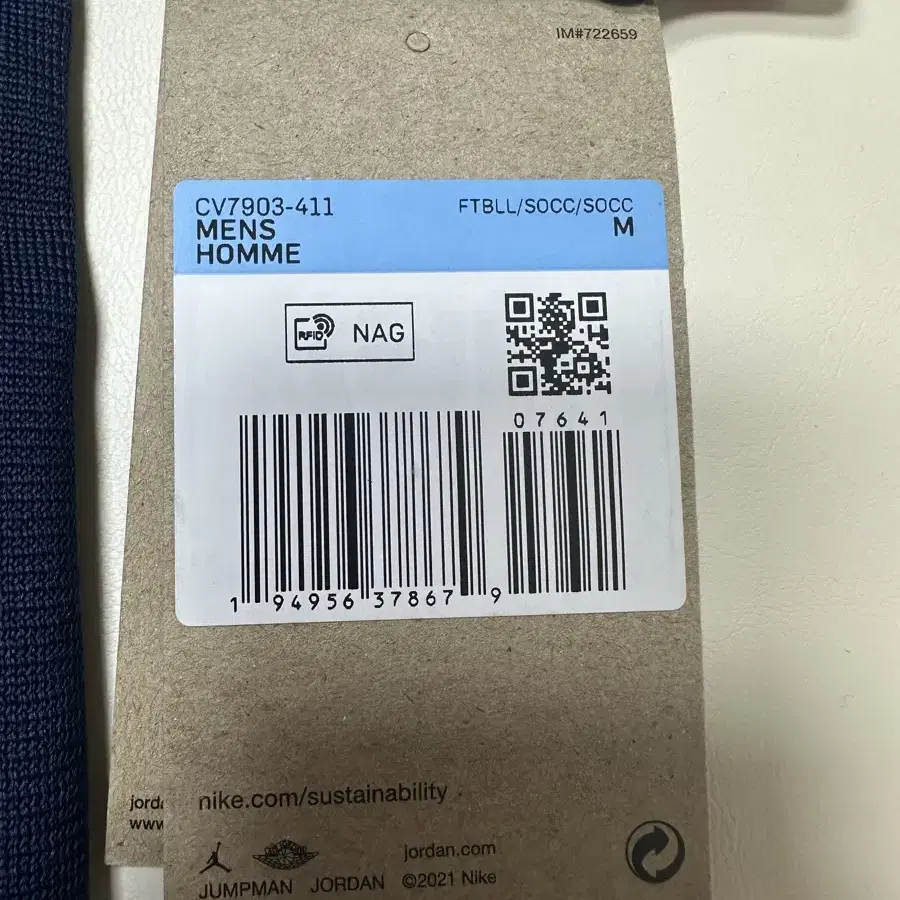 IM#722659
CV7903-411 FTBLL/SOCC/SOCC
MENS M
HOMME
RFID NAG
07641
1 94956 37867 9
nike.com/sustainability
jordan.com
JUMPMAN JORDAN ©2021 Nike